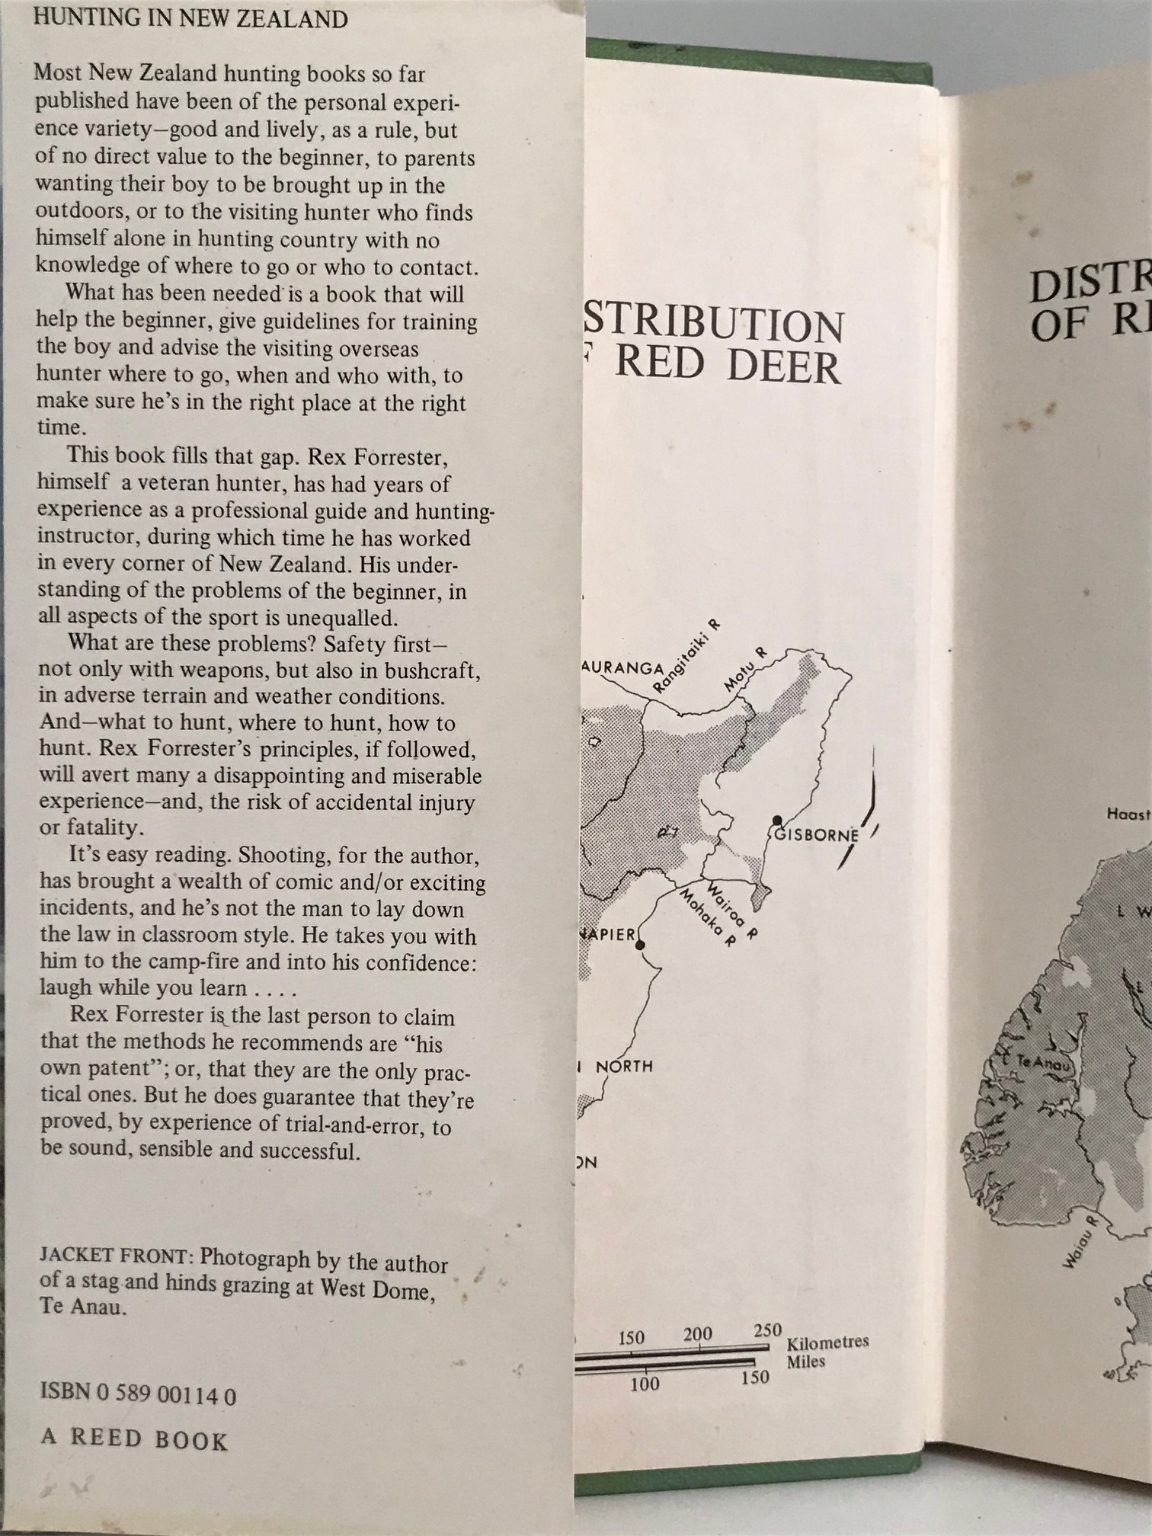 HUNTING IN NEW ZEALAND
Most New Zealand hunting books so far
published have been of the personal experi-
ence variety—good and lively, as a rule, but
of no direct value to the beginner, to parents
wanting their boy to be brought up in the
outdoors, or to the visiting hunter who finds
himself alone in hunting country with no
knowledge of where to go or who to contact.
What has been needed is a book that will
help the beginner, give guidelines for training
the boy and advise the visiting overseas
hunter where to go, when and who with, to
make sure he's in the right place at the right
time.
This book fills that gap. Rex Forrester,
himself a veteran hunter, has had years of
experience as a professional guide and hunting-
instructor, during which time he has worked
in every corner of New Zealand. His under-
standing of the problems of the beginner, in
all aspects of the sport is unequalled.
What are these problems? Safety first—
not only with weapons, but also in bushcraft,
in adverse terrain and weather conditions.
And—what to hunt, where to hunt, how to
hunt. Rex Forrester's principles, if followed,
will avert many a disappointing and miserable
experience—and, the risk of accidental injury
or fatality.
It's easy reading. Shooting, for the author,
has brought a wealth of comic and/or exciting
incidents, and he's not the man to lay down
the law in classroom style. He takes you with
him to the camp-fire and into his confidence:
laugh while you learn . . . .
Rex Forrester is the last person to claim
that the methods he recommends are "his
own patent"; or, that they are the only prac-
tical ones. But he does guarantee that they're
proved, by experience of trial-and-error, to
be sound, sensible and successful.
JACKET FRONT: Photograph by the author
of a stag and hinds grazing at West Dome,
Te Anau.
ISBN 0 589 00114 0
A REED BOOK
STRIBUTION
F RED DEER
AURANGA
Rangitaiki R
Motu R
GISBORNE
Wairoa R
Mohaka R
NAPIER
NORTH
ON
150 200 250
Kilometres
Miles
100 150
DISTR
OF RE
Haast
L W
Te Anau
Waiau R